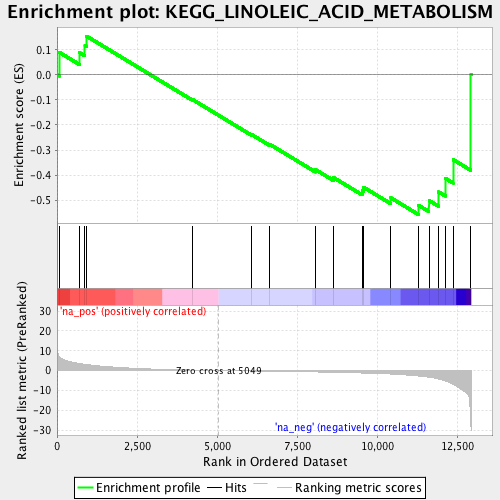 Enrichment plot: KEGG_LINOLEIC_ACID_METABOLISM
Enrichment score (ES)
0.1
0.0
-0.1
-0.2
-0.3
-0.4
-0.5
'na_pos' (positively correlated)
Ranked list metric (PreRanked)
30
20
10
0
-10
-20
-30
Zero cross at 5049
'na_neg' (negatively correlated)
0
2,500
5,000
7,500
10,000
12,500
Rank in Ordered Dataset
Enrichment profile
Hits
Ranking metric scores